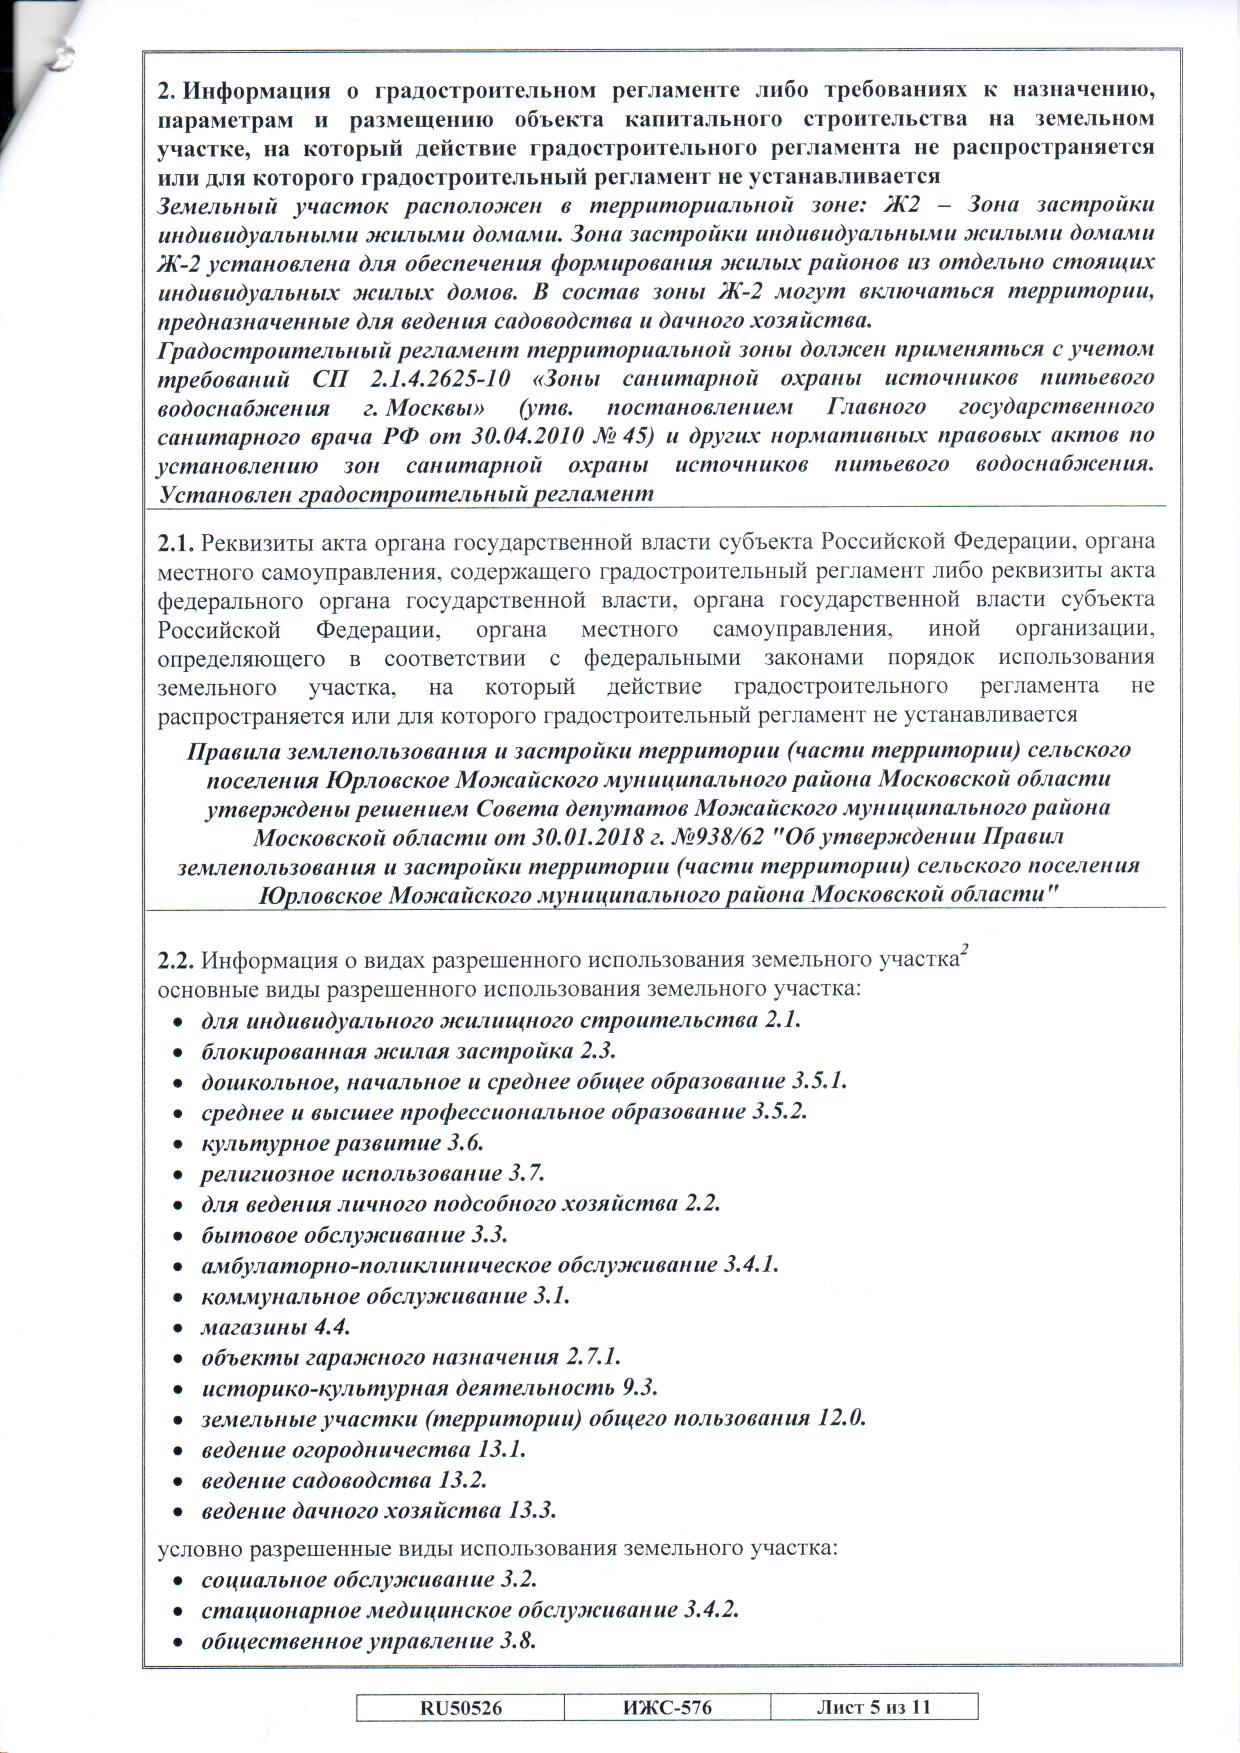 2. Информация о градостроительном регламенте либо требованиях к назначению,
параметрам и размещению объекта капитального строительства на земельном
участке, на который действие градостроительного регламента не распространяется
или для которого градостроительный регламент не устанавливается
Земельный участок расположен в территориальной зоне: Ж2 – Зона застройки
индивидуальными жилыми домами. Зона застройки индивидуальными жилыми домами
Ж-2 установлена для обеспечения формирования жилых районов из отдельно стоящих
индивидуальных жилых домов. В состав зоны Ж-2 могут включаться территории,
предназначенные для ведения садоводства и дачного хозяйства.
Градостроительный регламент территориальной зоны должен применяться с учетом
требований СП 2.1.4.2625-10 «Зоны санитарной охраны источников питьевого
водоснабжения г. Москвы» (утв. постановлением Главного государственного
санитарного врача РФ от 30.04.2010 № 45) и других нормативных правовых актов по
установлению зон санитарной охраны источников питьевого водоснабжения.
Установлен градостроительный регламент
2.1. Реквизиты акта органа государственной власти субъекта Российской Федерации, органа
местного самоуправления, содержащего градостроительный регламент либо реквизиты акта
федерального органа государственной власти, органа государственной власти субъекта
Российской Федерации, органа местного самоуправления, иной организации,
определяющего в соответствии с федеральными законами порядок использования
земельного участка, на который действие градостроительного регламента не
распространяется или для которого градостроительный регламент не устанавливается
Правила землепользования и застройки территории (части территории) сельского
поселения Юрловское Можайского муниципального района Московской области
утверждены решением Совета депутатов Можайского муниципального района
Московской области от 30.01.2018 г. №938/62 "Об утверждении Правил
землепользования и застройки территории (части территории) сельского поселения
Юрловское Можайского муниципального района Московской области"
2.2. Информация о видах разрешенного использования земельного участка2
основные виды разрешенного использования земельного участка:
• для индивидуального жилищного строительства 2.1.
• блокированная жилая застройка 2.3.
• дошкольное, начальное и среднее общее образование 3.5.1.
• среднее и высшее профессиональное образование 3.5.2.
• культурное развитие 3.6.
• религиозное использование 3.7.
• для ведения личного подсобного хозяйства 2.2.
• бытовое обслуживание 3.3.
• амбулаторно-поликлиническое обслуживание 3.4.1.
• коммунальное обслуживание 3.1.
• магазины 4.4.
• объекты гаражного назначения 2.7.1.
• историко-культурная деятельность 9.3.
• земельные участки (территории) общего пользования 12.0.
• ведение огородничества 13.1.
• ведение садоводства 13.2.
• ведение дачного хозяйства 13.3.
условно разрешенные виды использования земельного участка:
• социальное обслуживание 3.2.
• стационарное медицинское обслуживание 3.4.2.
• общественное управление 3.8.
RU50526 ИЖС-576 Лист 5 из 11